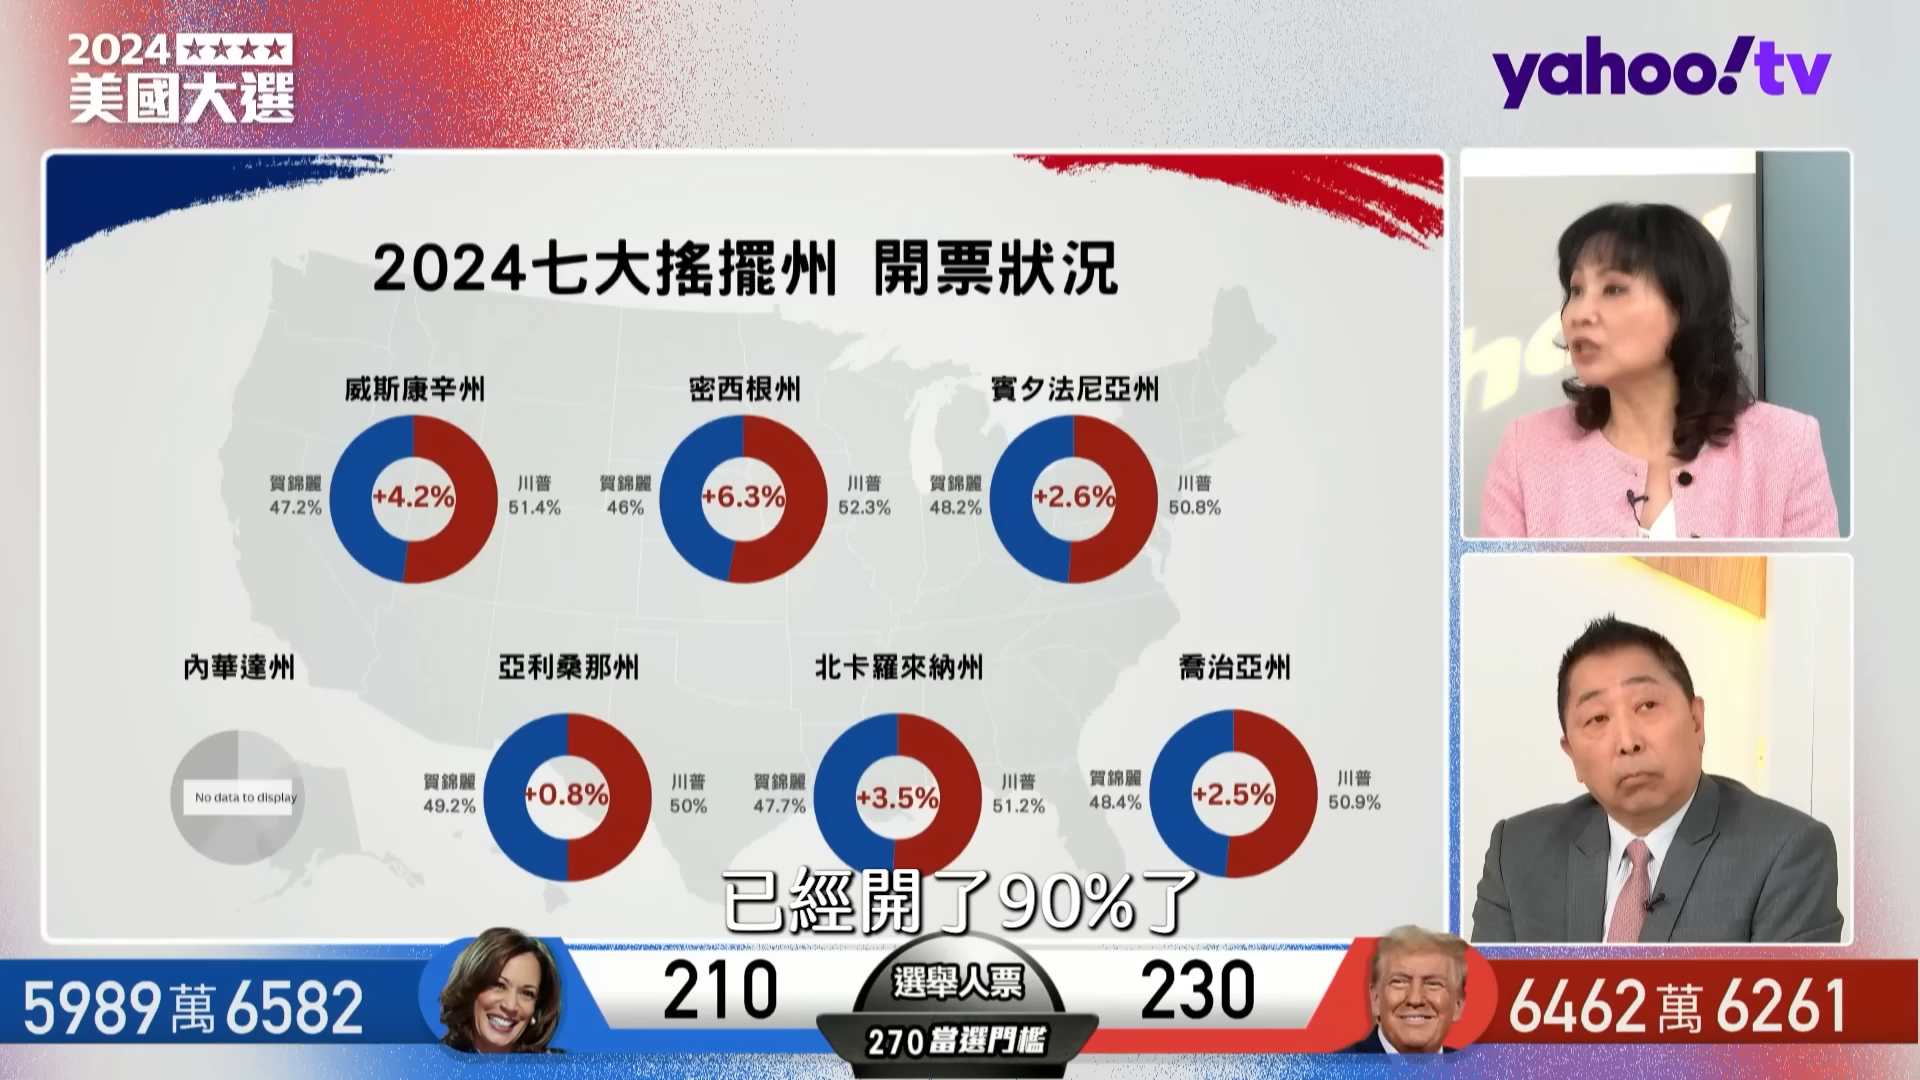 2024
美國大選
yahoo!tv
2024七大搖擺州 開票狀況
威斯康辛州
賀錦麗
47.2%
+4.2%
川普
51.4%
密西根州
賀錦麗
46%
+6.3%
川普
52.3%
賓夕法尼亞州
賀錦麗
48.2%
+2.6%
川普
50.8%
內華達州
No data to display
亞利桑那州
賀錦麗
49.2%
+0.8%
川普
50%
北卡羅來納州
賀錦麗
47.7%
+3.5%
川普
51.2%
喬治亞州
賀錦麗
48.4%
+2.5%
川普
50.9%
已經開了90%了
5989萬6582
210
選舉人票
270當選門檻
230
6462萬6261